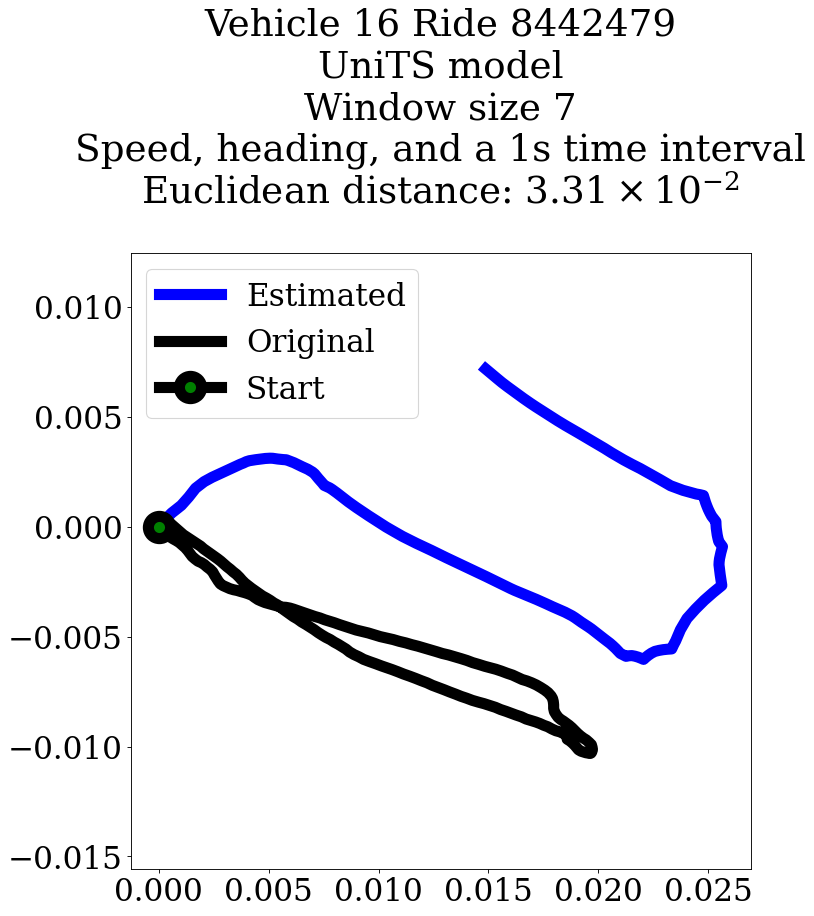 Vehicle 16 Ride 8442479
UniTS model
Window size 7
Speed, heading, and a 1s time interval
Euclidean distance: 3.31 × 10⁻²
Estimated
Original
Start
0.010
0.005
0.000
−0.005
−0.010
−0.015
0.000 0.005 0.010 0.015 0.020 0.025